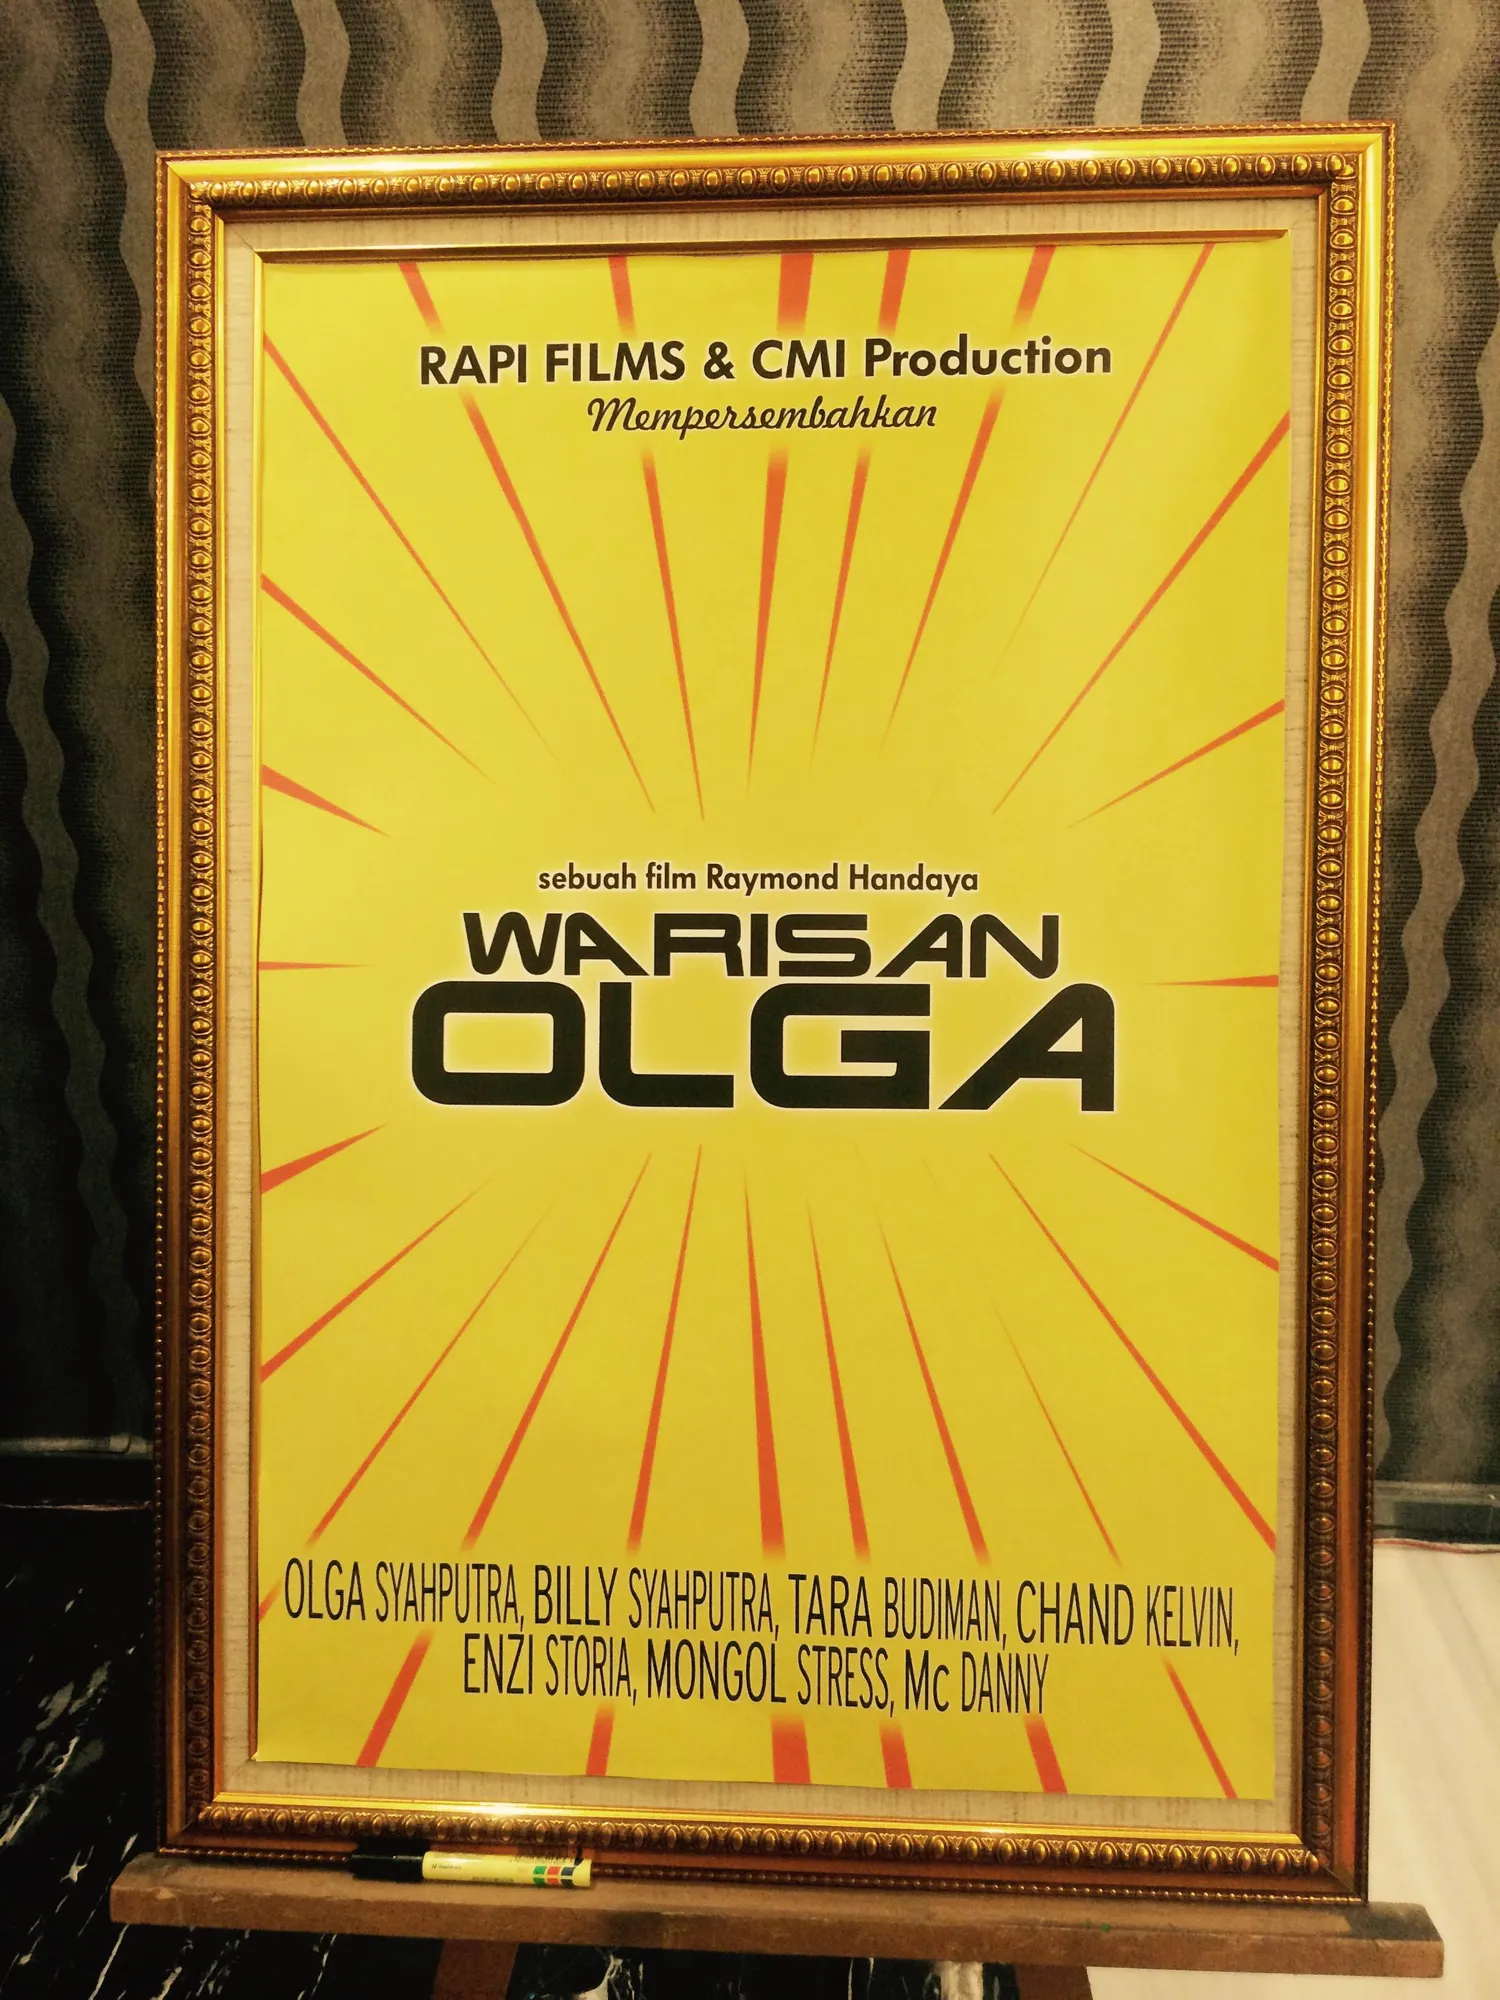 RAPI FILMS & CMI Production
Mempersembahkan
sebuah film Raymond Handaya
WARISAN
OLGA
OLGA SYAHPUTRA, BILLY SYAHPUTRA, TARA BUDIMAN, CHAND KELVIN,
ENZI STORIA, MONGOL STRESS, Mc DANNY